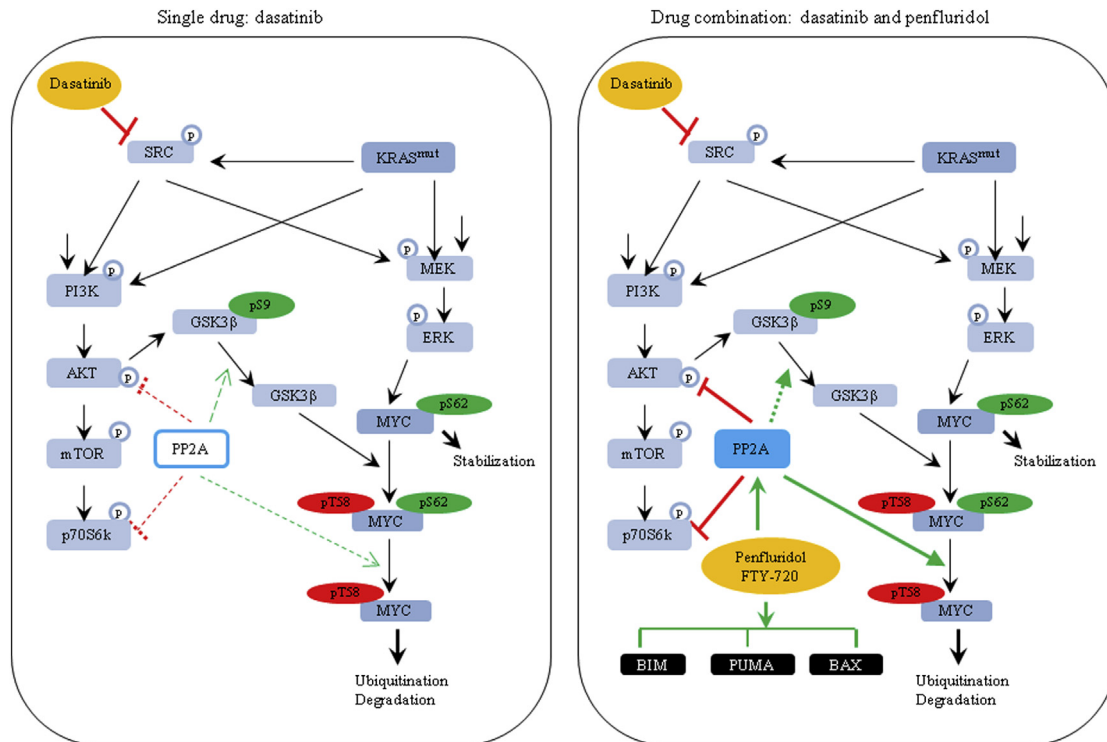 Single drug: dasatinib
Dasatinib
p
SRC
KRASmut
p
p
MEK
PI3K
pS9
GSK3β
p
ERK
AKT
p
GSK3β
pS62
MYC
p
mTOR
PP2A
Stabilization
pT58
pS62
p
MYC
p70S6k
pT58
MYC
Ubiquitination
Degradation
Drug combination: dasatinib and penfluridol
Dasatinib
p
SRC
KRASmut
p
p
MEK
PI3K
pS9
GSK3β
p
ERK
AKT
p
GSK3β
pS62
MYC
p
mTOR
PP2A
Stabilization
pT58
pS62
p
MYC
p70S6k
Penfluridol
FTY-720
pT58
MYC
BIM
PUMA
BAX
Ubiquitination
Degradation